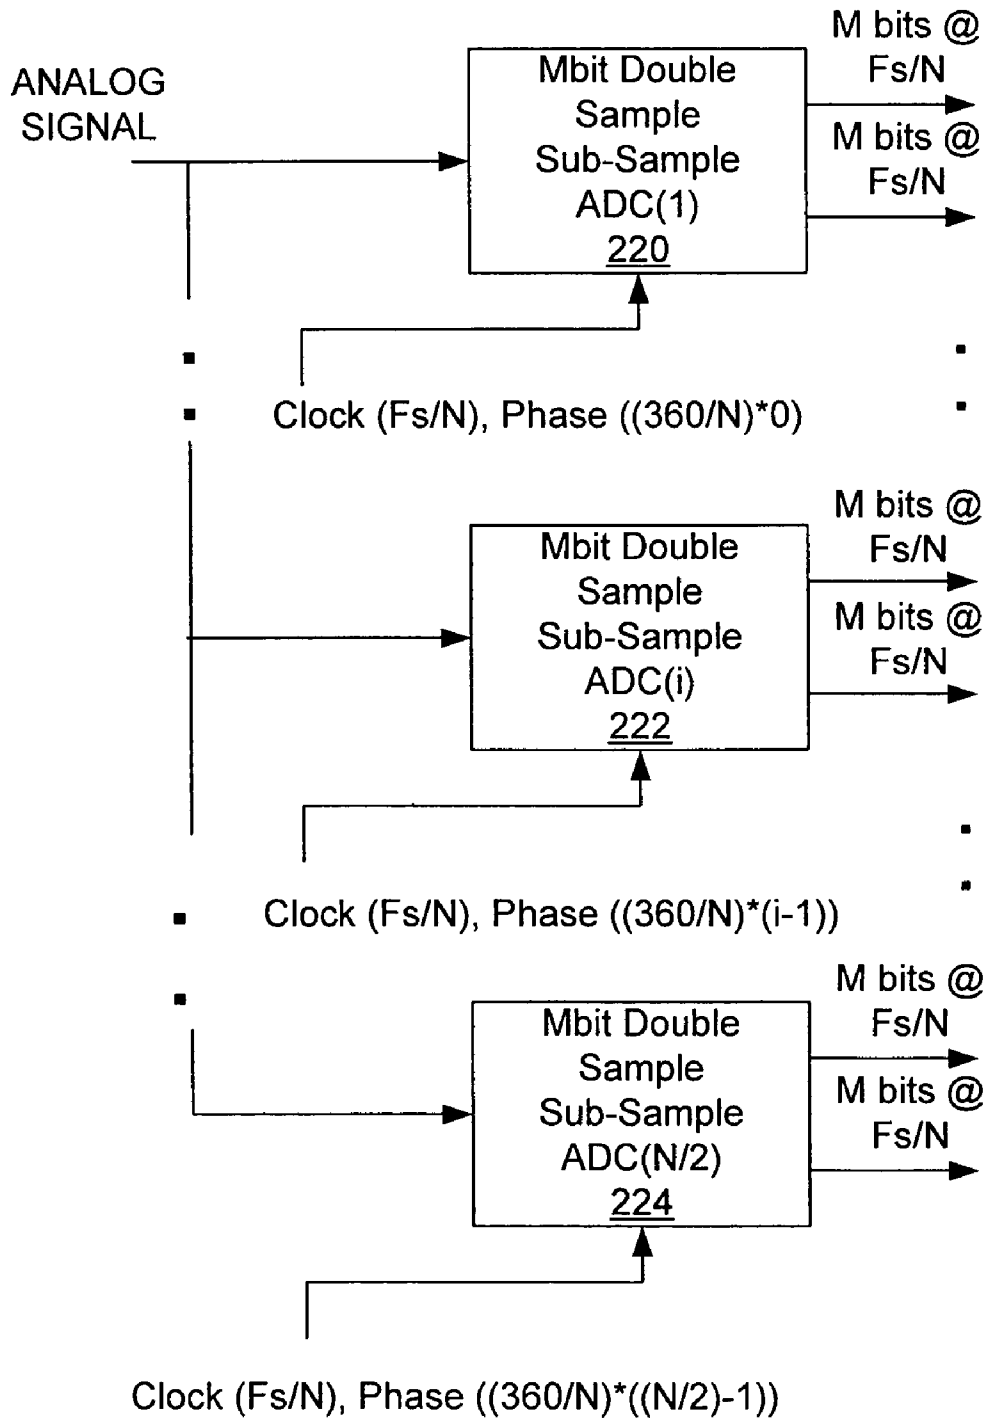 M bits @
Fs/N
ANALOG
SIGNAL
Mbit Double
Sample
Sub-Sample
ADC(1)
220
M bits @
Fs/N
Clock (Fs/N), Phase ((360/N)*0)
M bits @
Fs/N
Mbit Double
Sample
Sub-Sample
ADC(i)
222
M bits @
Fs/N
Clock (Fs/N), Phase ((360/N)*(i-1))
M bits @
Fs/N
Mbit Double
Sample
Sub-Sample
ADC(N/2)
224
M bits @
Fs/N
Clock (Fs/N), Phase ((360/N)*((N/2)-1))